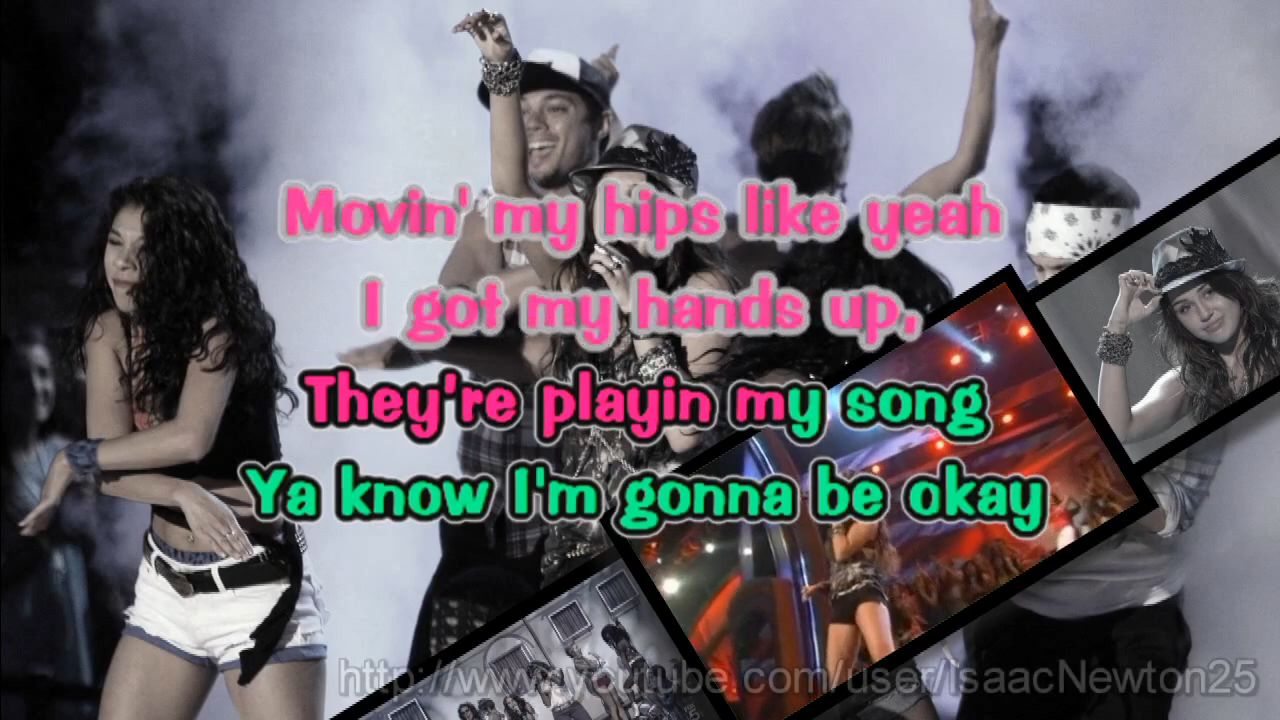 Movin' my hips like yeah
I got my hands up,
They're playin my song
Ya know I'm gonna be okay
http://www.youtube.com/user/IsaacNewton25